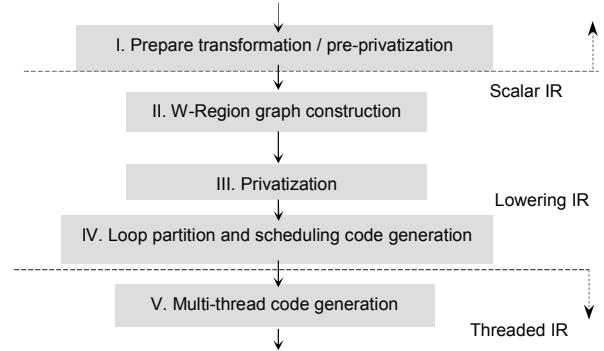 I. Prepare transformation / pre-privatization
Scalar IR
II. W-Region graph construction
III. Privatization
Lowering IR
IV. Loop partition and scheduling code generation
V. Multi-thread code generation
Threaded IR